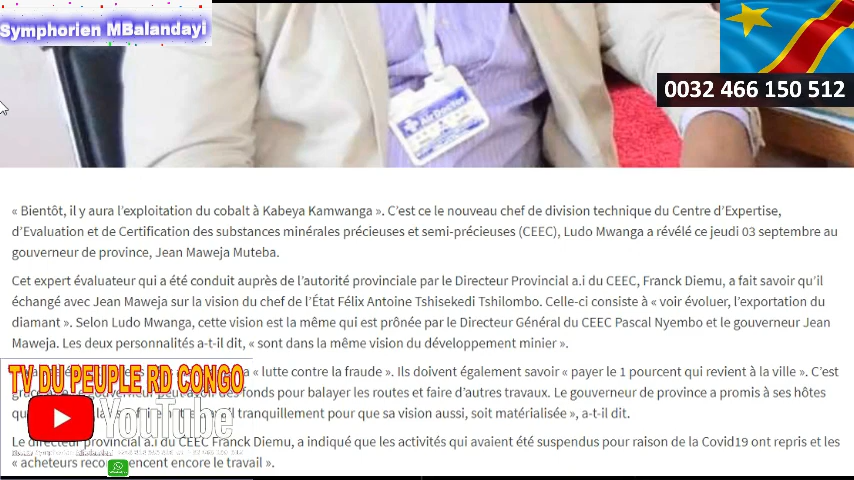 Symphorien MBalandayi
0032 466 150 512
Air Doctor
« Bientôt, il y aura l'exploitation du cobalt à Kabeya Kamwanga ». C'est ce le nouveau chef de division technique du Centre d'Expertise,
d'Evaluation et de Certification des substances minérales précieuses et semi-précieuses (CEEC), Ludo Mwanga a révélé ce jeudi 03 septembre au
gouverneur de province, Jean Maweja Muteba.
Cet expert évaluateur qui a été conduit auprès de l'autorité provinciale par le Directeur Provincial a.i du CEEC, Franck Diemu, a fait savoir qu'il
échangé avec Jean Maweja sur la vision du chef de l'État Félix Antoine Tshisekedi Tshilombo. Celle-ci consiste à « voir évoluer, l'exportation du
diamant ». Selon Ludo Mwanga, cette vision est la même qui est prônée par le Directeur Général du CEEC Pascal Nyembo et le gouverneur Jean
Maweja. Les deux personnalités a-t-il dit, « sont dans la même vision du développement minier ».
« lutte contre la fraude ». Ils doivent également savoir « payer le 1 pourcent qui revient à la ville ». C'est
fonds pour balayer les routes et faire d'autres travaux. Le gouverneur de province a promis à ses hôtes
tranquillement pour que sa vision aussi, soit matérialisée », a-t-il dit.
Le directeur provincial a.i du CEEC Franck Diemu, a indiqué que les activités qui avaient été suspendus pour raison de la Covid19 ont repris et les
« acheteurs recommencent encore le travail ».
TV DU PEUPLE RD CONGO
YouTube